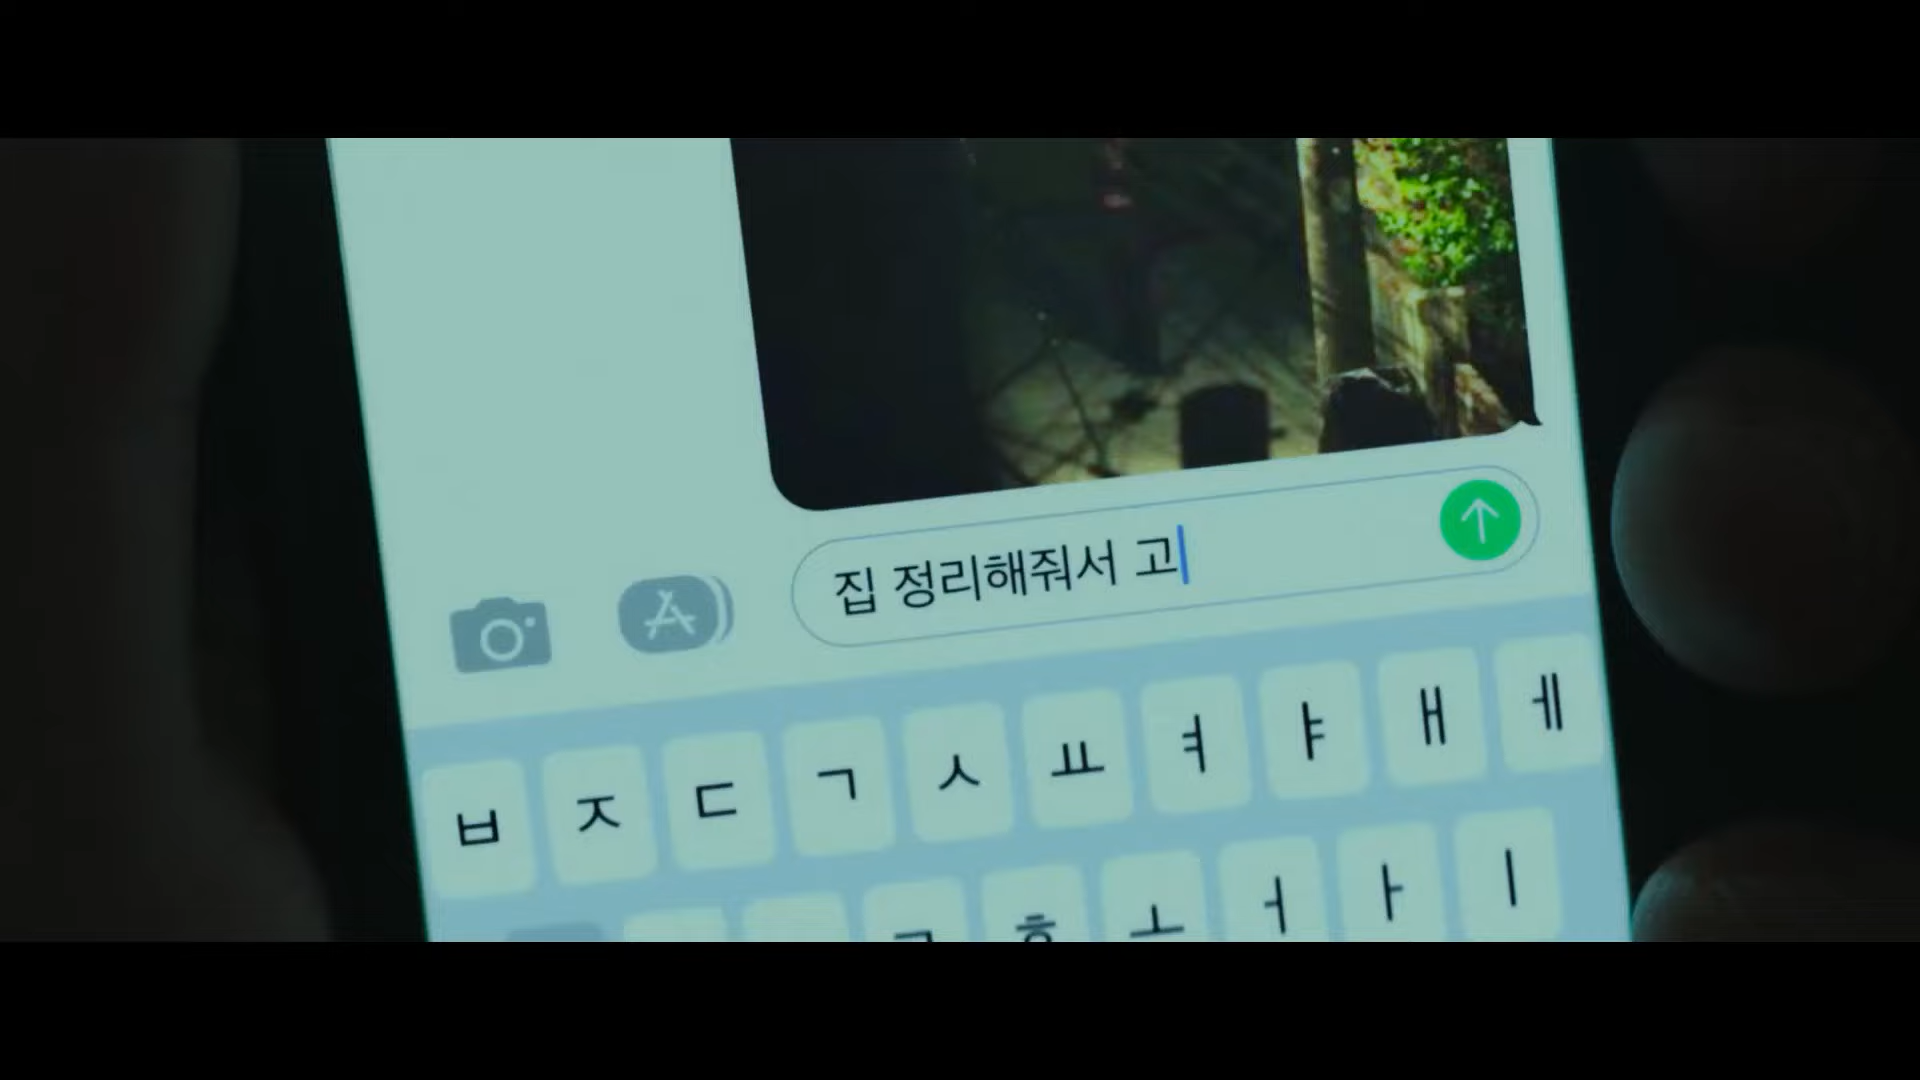 집 정리해줘서 고
ㅂ ㅈ ㄷ ㄱ ㅅ ㅛ ㅕ ㅑ ㅐ ㅔ
ㅎ ㅗ ㅓ ㅏ ㅣ